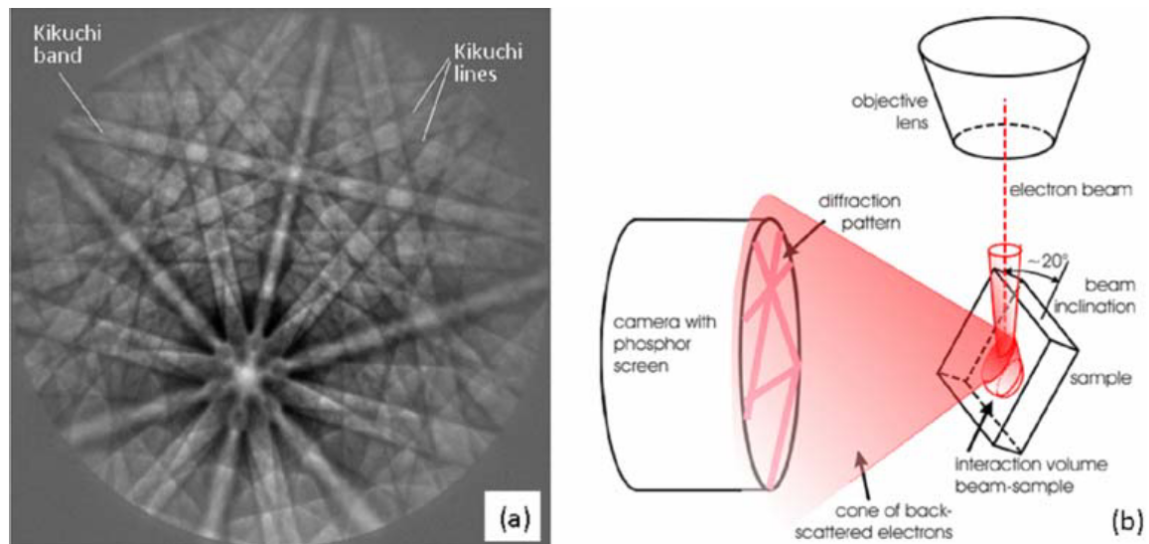 Kikuchi
band
Kikuchi
lines
(a)
objective
lens
electron beam
diffraction
pattern
~20°
beam
inclination
camera with
phosphor
screen
sample
interaction volume
beam-sample
cone of back-
scattered electrons
(b)